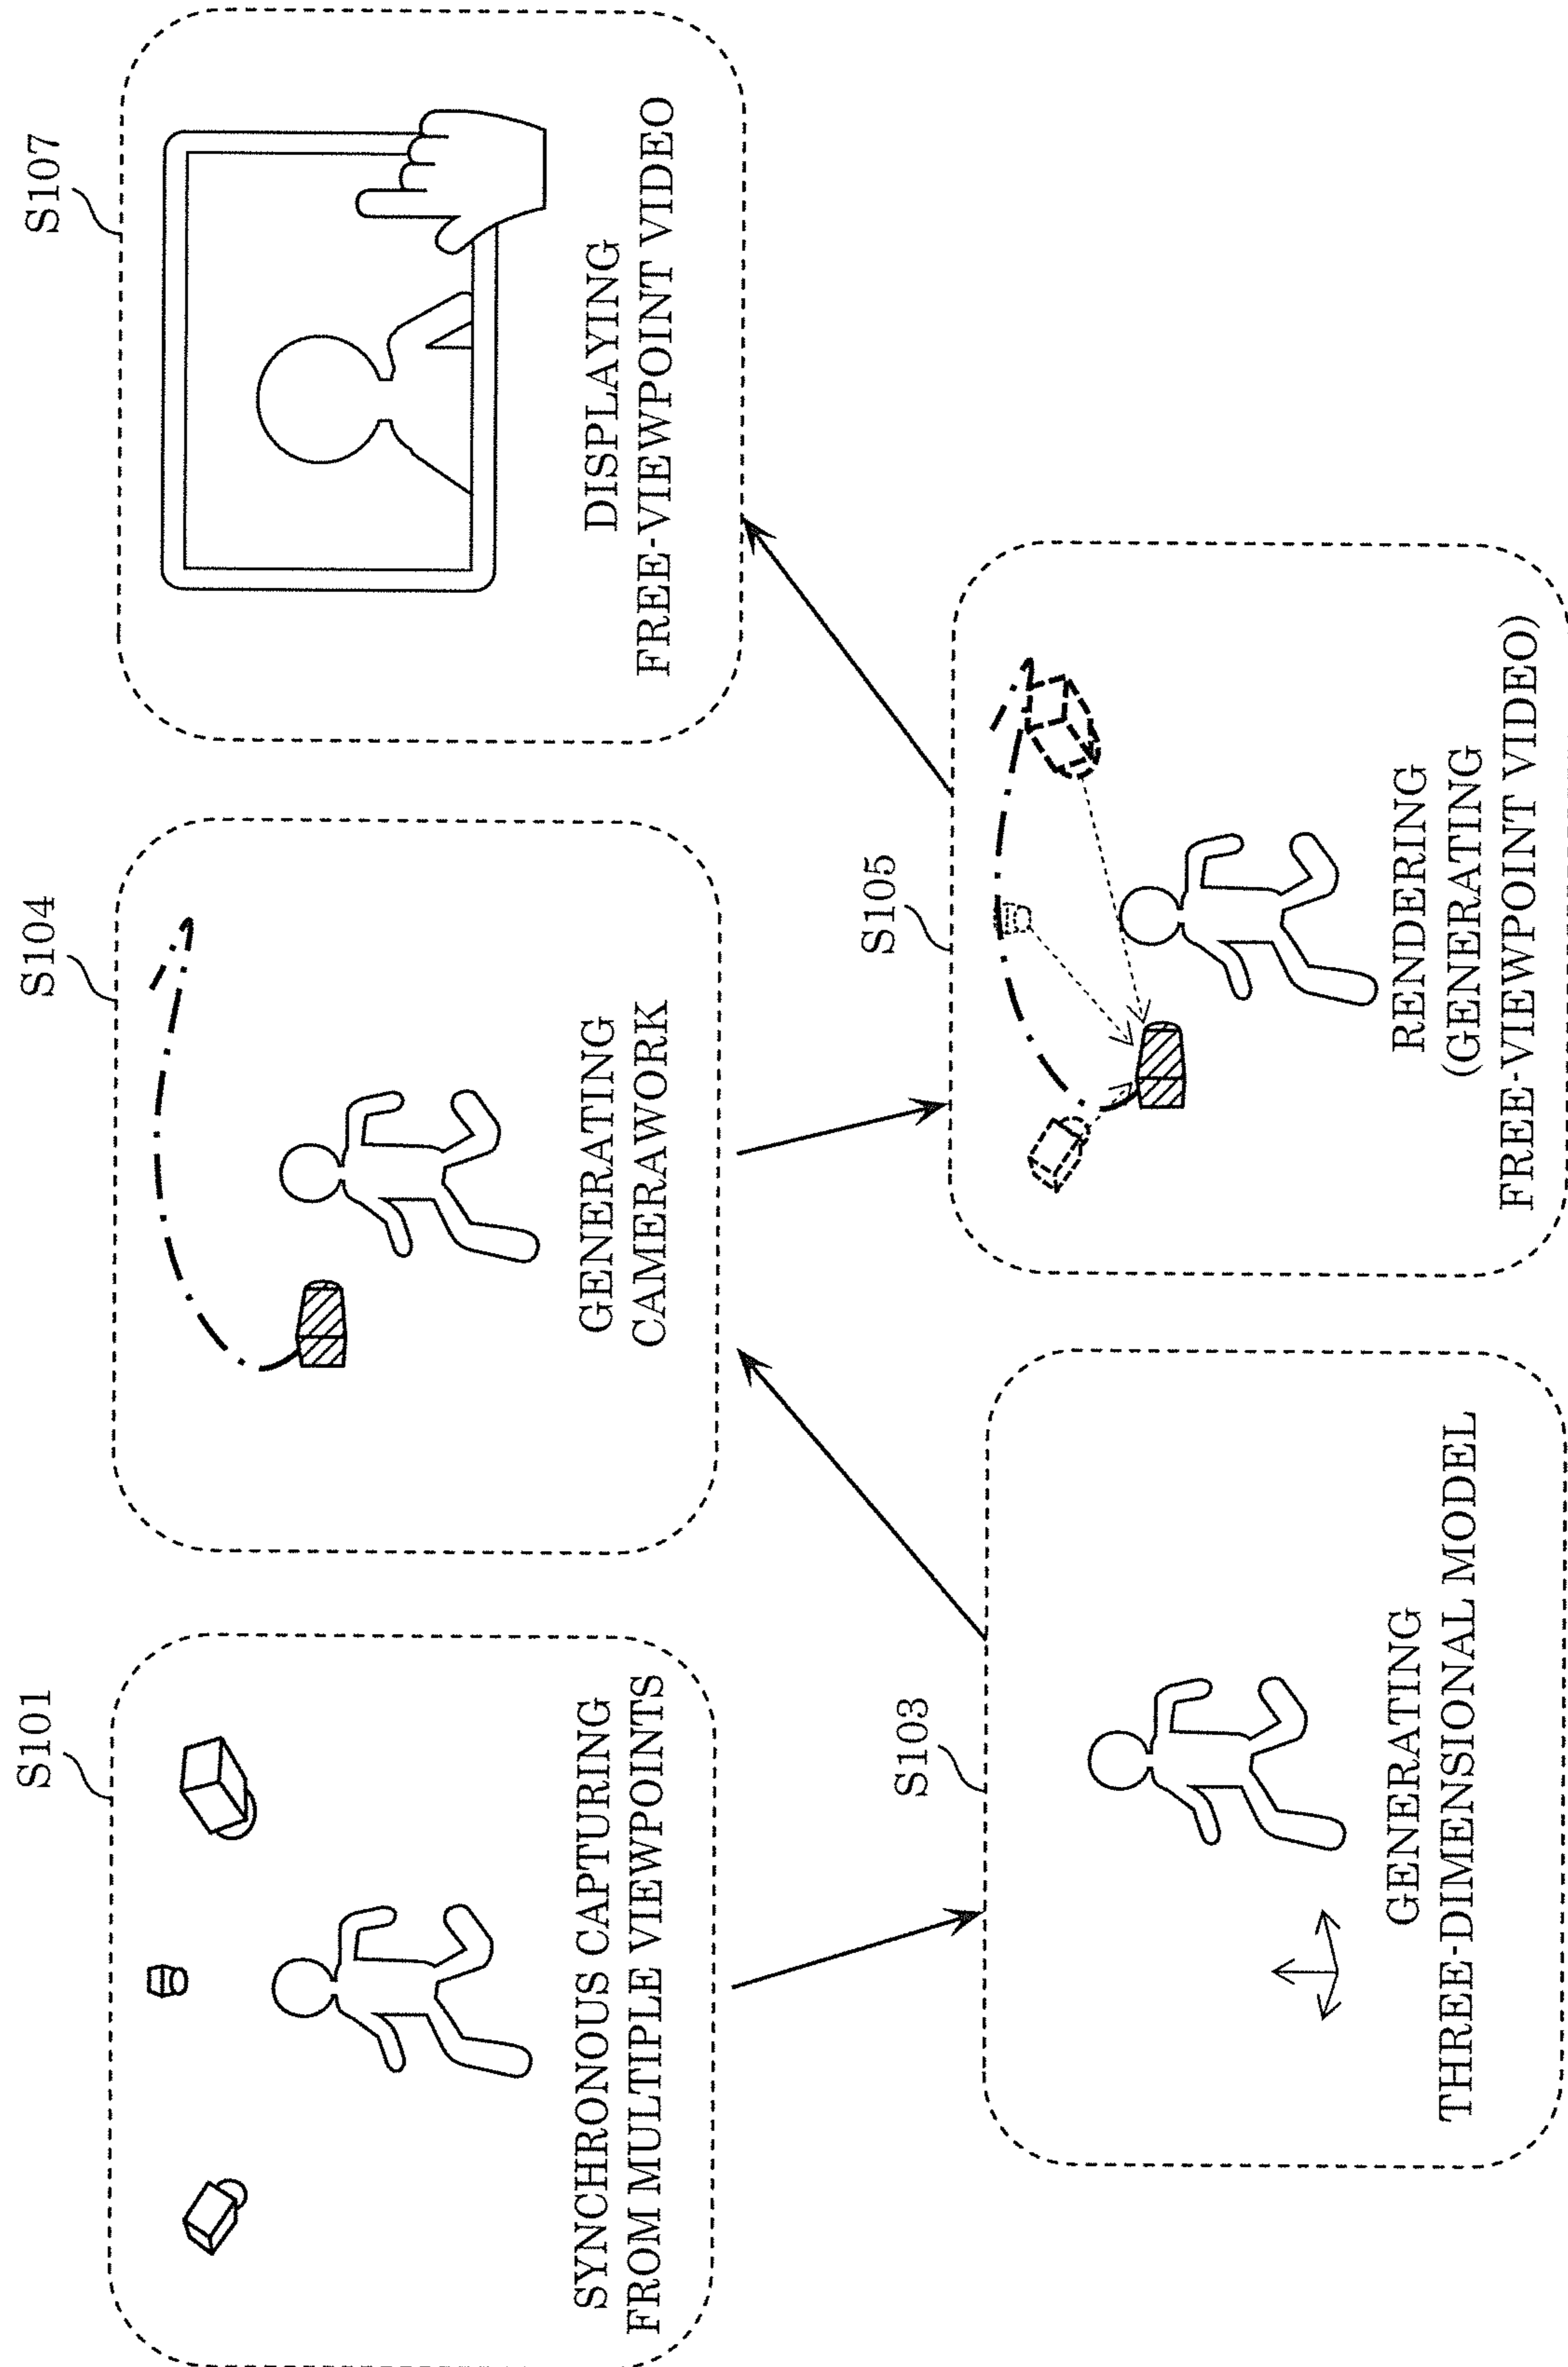 S101
SYNCHRONOUS CAPTURING
FROM MULTIPLE VIEWPOINTS
S103
GENERATING
THREE-DIMENSIONAL MODEL
S104
GENERATING
CAMERAWORK
S105
RENDERING
(GENERATING
FREE-VIEWPOINT VIDEO)
S107
DISPLAYING
FREE-VIEWPOINT VIDEO